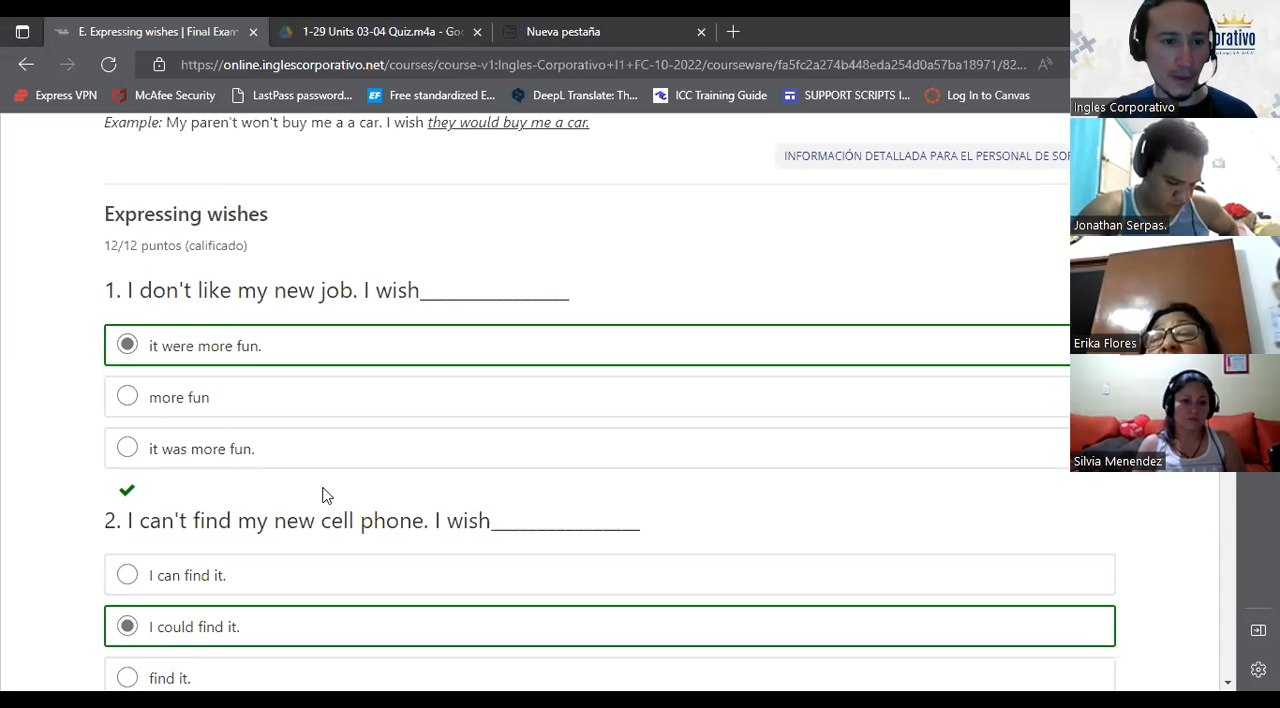 E. Expressing wishes | Final Exam
1-29 Units 03-04 Quiz.m4a - Goo
Nueva pestaña
https://online.inglescorporativo.net/courses/course-v1:Ingles-Corporativo+I1+FC-10-2022/courseware/fa5fc2f274b448eda254d0a57ba18971/82...
Express VPN
McAfee Security
LastPass password...
Free standardized E...
DeepL Translate: Th...
ICC Training Guide
SUPPORT SCRIPTS I...
Log In to Canvas
Example: My paren't won't buy me a a car. I wish they would buy me a car.
INFORMACIÓN DETALLADA PARA EL PERSONAL DE SOP
Expressing wishes
12/12 puntos (calificado)
1. I don't like my new job. I wish_______________
it were more fun.
more fun
it was more fun.
2. I can't find my new cell phone. I wish_______________
I can find it.
I could find it.
find it.
orativo
Ingles Corporativo
Jonathan Serpas.
Erika Flores
Silvia Menendez